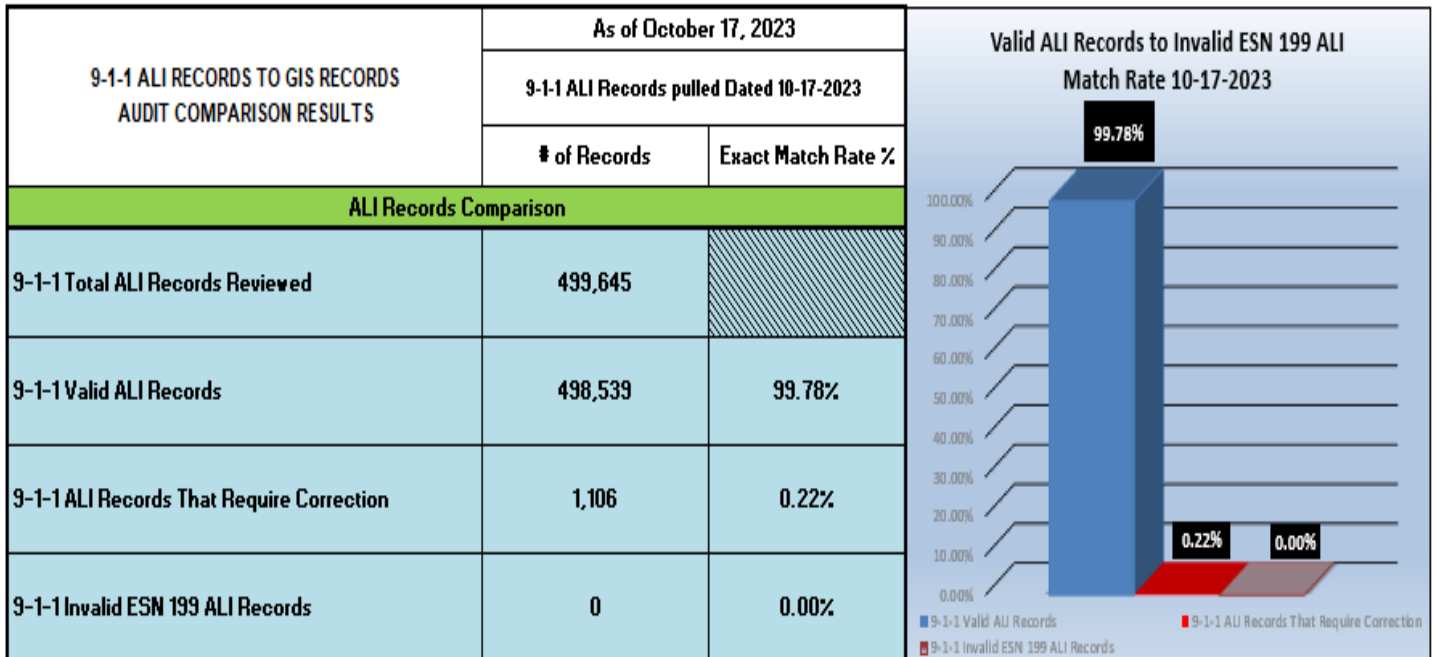 9-1-1 ALI RECORDS TO GIS RECORDS
AUDIT COMPARISON RESULTS
As of October 17, 2023
9-1-1 ALI Records pulled Dated 10-17-2023
# of Records
Exact Match Rate %
ALI Records Comparison
9-1-1 Total ALI Records Reviewed
499,645
9-1-1 Valid ALI Records
498,539
99.78%
9-1-1 ALI Records That Require Correction
1,106
0.22%
9-1-1 Invalid ESN 199 ALI Records
0
0.00%
Valid ALI Records to Invalid ESN 199 ALI
Match Rate 10-17-2023
99.78%
100.00%
90.00%
80.00%
70.00%
60.00%
50.00%
40.00%
30.00%
20.00%
10.00%
0.00%
0.22%
0.00%
9-1-1 Valid ALI Records
9-1-1 ALI Records That Require Correction
9-1-1 Invalid ESN 199 ALI Records